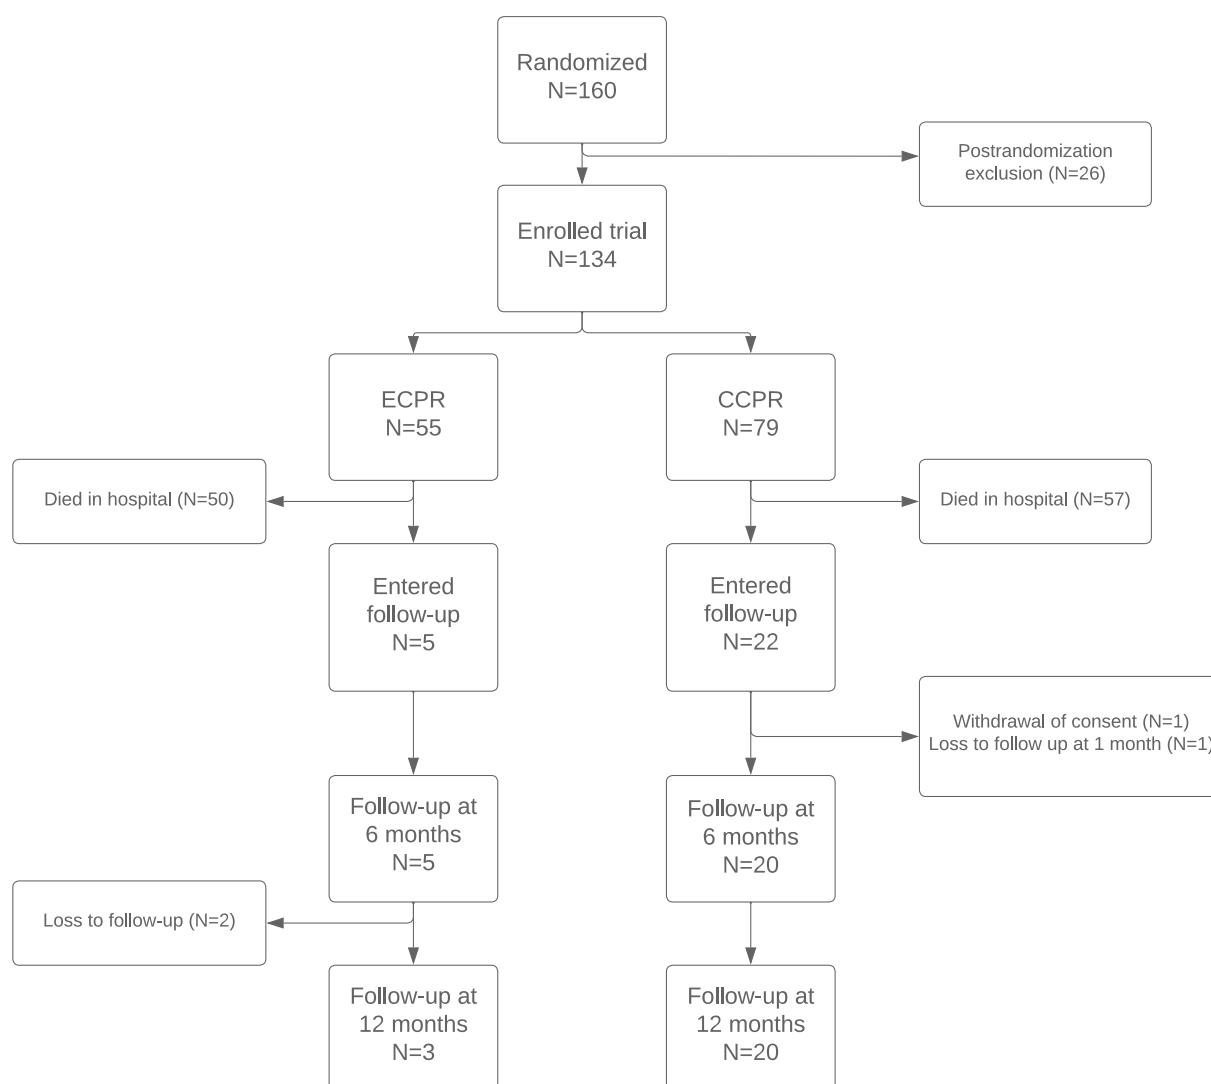 Randomized
N=160
Postrandomization
exclusion (N=26)
Enrolled trial
N=134
ECPR
N=55
CCPR
N=79
Died in hospital (N=50)
Died in hospital (N=57)
Entered
follow-up
N=5
Entered
follow-up
N=22
Withdrawal of consent (N=1)
Loss to follow up at 1 month (N=1)
Follow-up at
6 months
N=5
Follow-up at
6 months
N=20
Loss to follow-up (N=2)
Follow-up at
12 months
N=3
Follow-up at
12 months
N=20